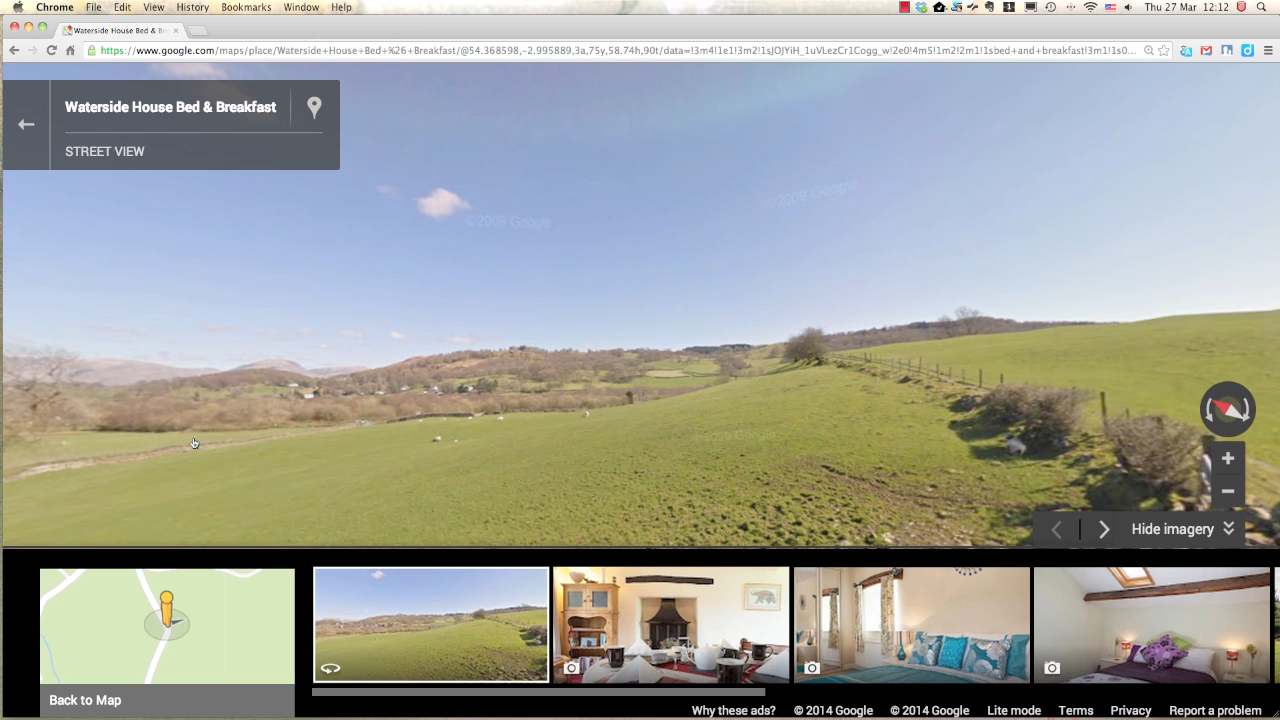 Chrome File Edit View History Bookmarks Window Help
1
Thu 27 Mar 12:12
Waterside House Bed & Bre
https://www.google.com/maps/place/Waterside+House+Bed+%26+Breakfast/@54.368598,-2.995889,3a,75y,58.74h,90t/data=!3m4!1e1!3m2!1sJOJYiH_1uVLezCr1Cogg_w!2e0!4m5!1m2!2m1!1sbed+and+breakfast!3m1!1s0...
Waterside House Bed & Breakfast
STREET VIEW
©2009 Google
©2009 Google
Hide imagery
Back to Map
Why these ads? © 2014 Google © 2014 Google Lite mode Terms Privacy Report a problem